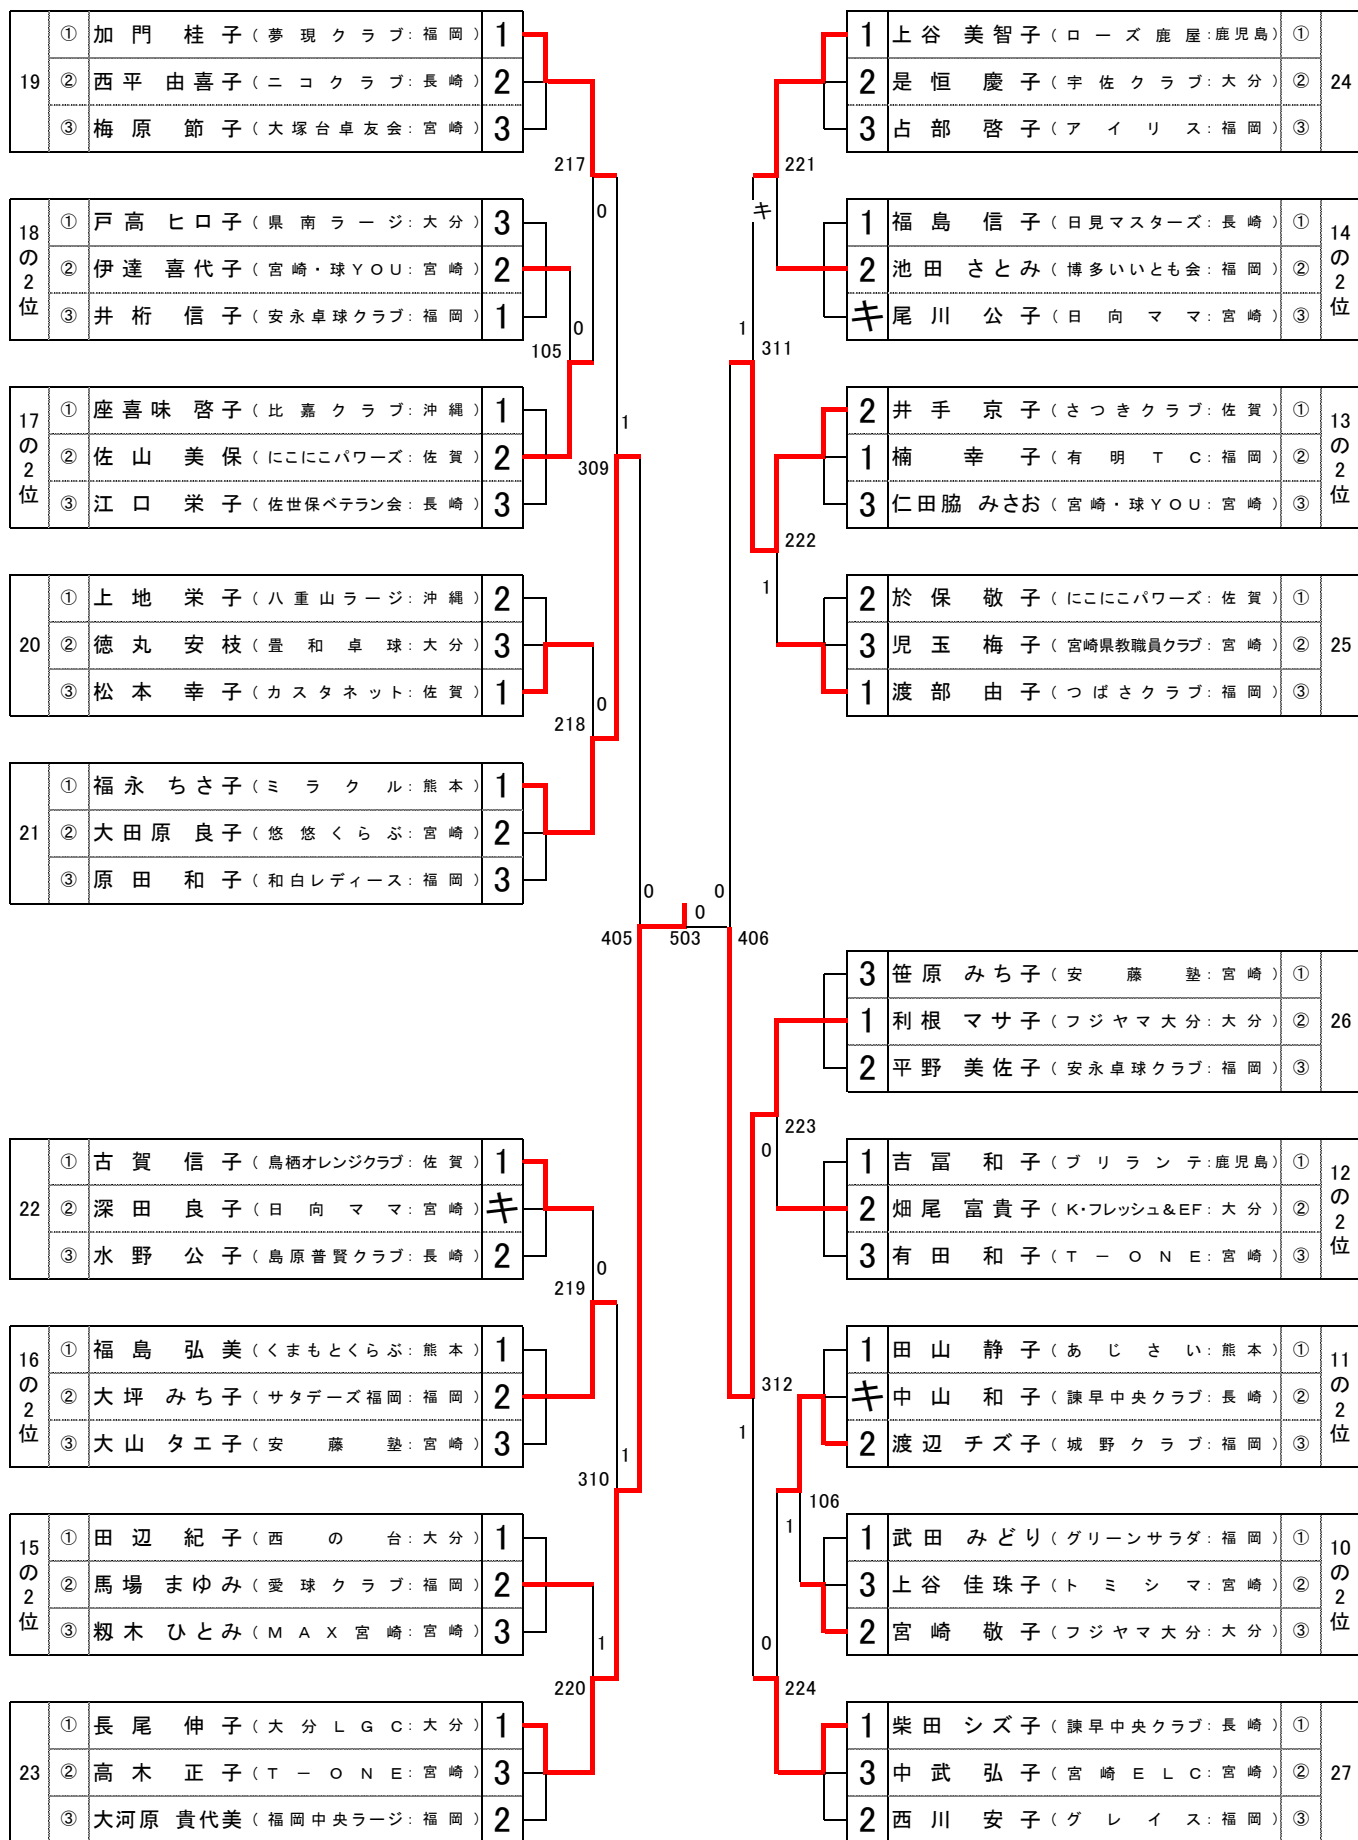 19
① 加門 桂子 (夢現クラブ:福岡) 1
② 西平 由喜子 (ニコクラブ:長崎) 2
③ 梅原 節子 (大塚台卓友会:宮崎) 3
217
0
18の2位
① 戸高 ヒロ子 (県南ラージ:大分) 3
② 伊達 喜代子 (宮崎・球YOU:宮崎) 2
③ 井桁 信子 (安永卓球クラブ:福岡) 1
0
105
17の2位
① 座喜味 啓子 (比嘉クラブ:沖縄) 1
② 佐山 美保 (にこにこパワーズ:佐賀) 2
③ 江口 栄子 (佐世保ベテラン会:長崎) 3
1
309
20
① 上地 栄子 (八重山ラージ:沖縄) 2
② 徳丸 安枝 (豊和卓球:大分) 3
③ 松本 幸子 (カスタネット:佐賀) 1
0
218
21
① 福永 ちさ子 (ミラクル:熊本) 1
② 大田原 良子 (悠悠くらぶ:宮崎) 2
③ 原田 和子 (和白レディース:福岡) 3
0
405
503
0
22
① 古賀 信子 (鳥栖オレンジクラブ:佐賀) 1
② 深田 良子 (日向ママ:宮崎) キ
③ 水野 公子 (島原普賢クラブ:長崎) 2
0
219
16の2位
① 福島 弘美 (くまもとくらぶ:熊本) 1
② 大坪 みち子 (サタデーズ福岡:福岡) 2
③ 大山 タエ子 (安藤塾:宮崎) 3
1
310
15の2位
① 田辺 紀子 (西の台:大分) 1
② 馬場 まゆみ (愛球クラブ:福岡) 2
③ 籾木 ひとみ (MAX宮崎:宮崎) 3
1
220
23
① 長尾 伸子 (大分LGC:大分) 1
② 高木 正子 (T－ONE:宮崎) 3
③ 大河原 貴代美 (福岡中央ラージ:福岡) 2
1 上谷 美智子 (ローズ鹿屋:鹿児島) ①
2 是恒 慶子 (宇佐クラブ:大分) ②
3 占部 啓子 (アイリス:福岡) ③
24
221
キ
1 福島 信子 (日見マスターズ:長崎) ①
2 池田 さとみ (博多いいとも会:福岡) ②
キ 尾川 公子 (日向ママ:宮崎) ③
14の2位
1
311
2 井手 京子 (さつきクラブ:佐賀) ①
1 楠 幸子 (有明TC:福岡) ②
3 仁田脇 みさお (宮崎・球YOU:宮崎) ③
13の2位
222
1
2 於保 敬子 (にこにこパワーズ:佐賀) ①
3 児玉 梅子 (宮崎県教職員クラブ:宮崎) ②
1 渡部 由子 (つばさクラブ:福岡) ③
25
0
406
3 笹原 みち子 (安藤塾:宮崎) ①
1 利根 マサ子 (フジヤマ大分:大分) ②
2 平野 美佐子 (安永卓球クラブ:福岡) ③
26
223
0
1 吉冨 和子 (ブリランテ:鹿児島) ①
2 畑尾 富貴子 (K・フレッシュ&EF:大分) ②
3 有田 和子 (T－ONE:宮崎) ③
12の2位
312
1
1 田山 静子 (あじさい:熊本) ①
キ 中山 和子 (諫早中央クラブ:長崎) ②
2 渡辺 チズ子 (城野クラブ:福岡) ③
11の2位
106
1
1 武田 みどり (グリーンサラダ:福岡) ①
3 上谷 佳珠子 (トミシマ:宮崎) ②
2 宮崎 敬子 (フジヤマ大分:大分) ③
10の2位
0
224
1 柴田 シズ子 (諫早中央クラブ:長崎) ①
3 中武 弘子 (宮崎ELC:宮崎) ②
2 西川 安子 (グレイス:福岡) ③
27